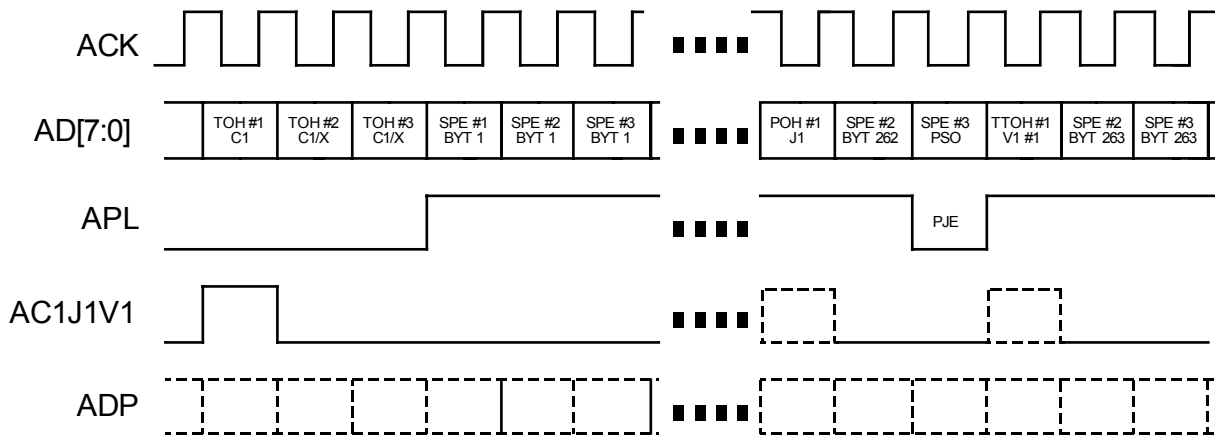 ACK
AD[7:0]
TOH #1
C1
TOH #2
C1/X
TOH #3
C1/X
SPE #1
BYT 1
SPE #2
BYT 1
SPE #3
BYT 1
POH #1
J1
SPE #2
BYT 262
SPE #3
PSO
TTOH #1
V1 #1
SPE #2
BYT 263
SPE #3
BYT 263
APL
PJE
AC1J1V1
ADP